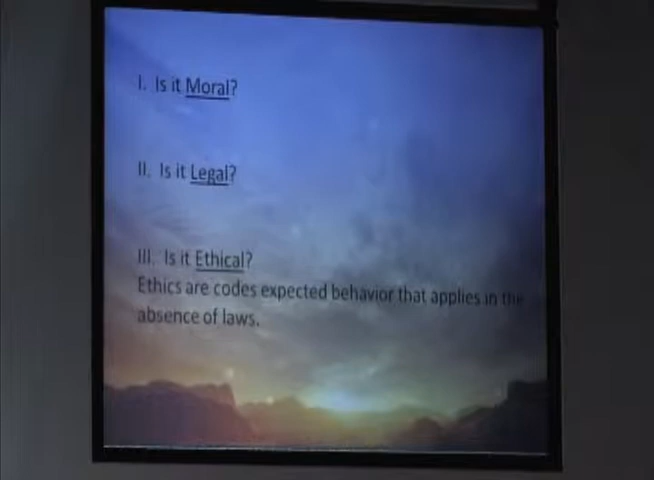 I. Is it Moral?
II. Is it Legal?
III. Is it Ethical?
Ethics are codes expected behavior that applies in the
absence of laws.